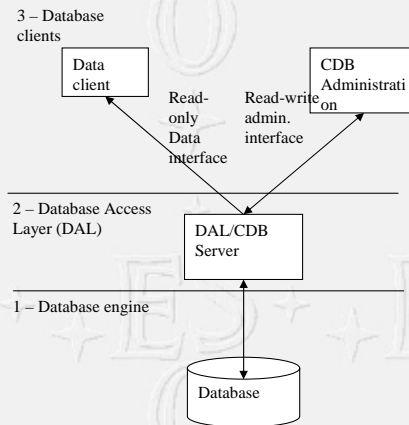 3 – Database
clients
Data
client
CDB
Administrati
on
Read-
only
Data
interface
Read-write
admin.
interface
2 – Database Access
Layer (DAL)
DAL/CDB
Server
1 – Database engine
Database